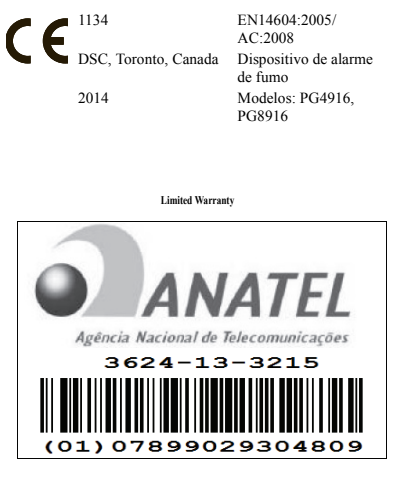 CE
1134
EN14604:2005/
AC:2008
DSC, Toronto, Canada
Dispositivo de alarme
de fumo
2014
Modelos: PG4916,
PG8916
Limited Warranty
ANATEL
Agência Nacional de Telecomunicações
3624-13-3215
(01)07899029304809